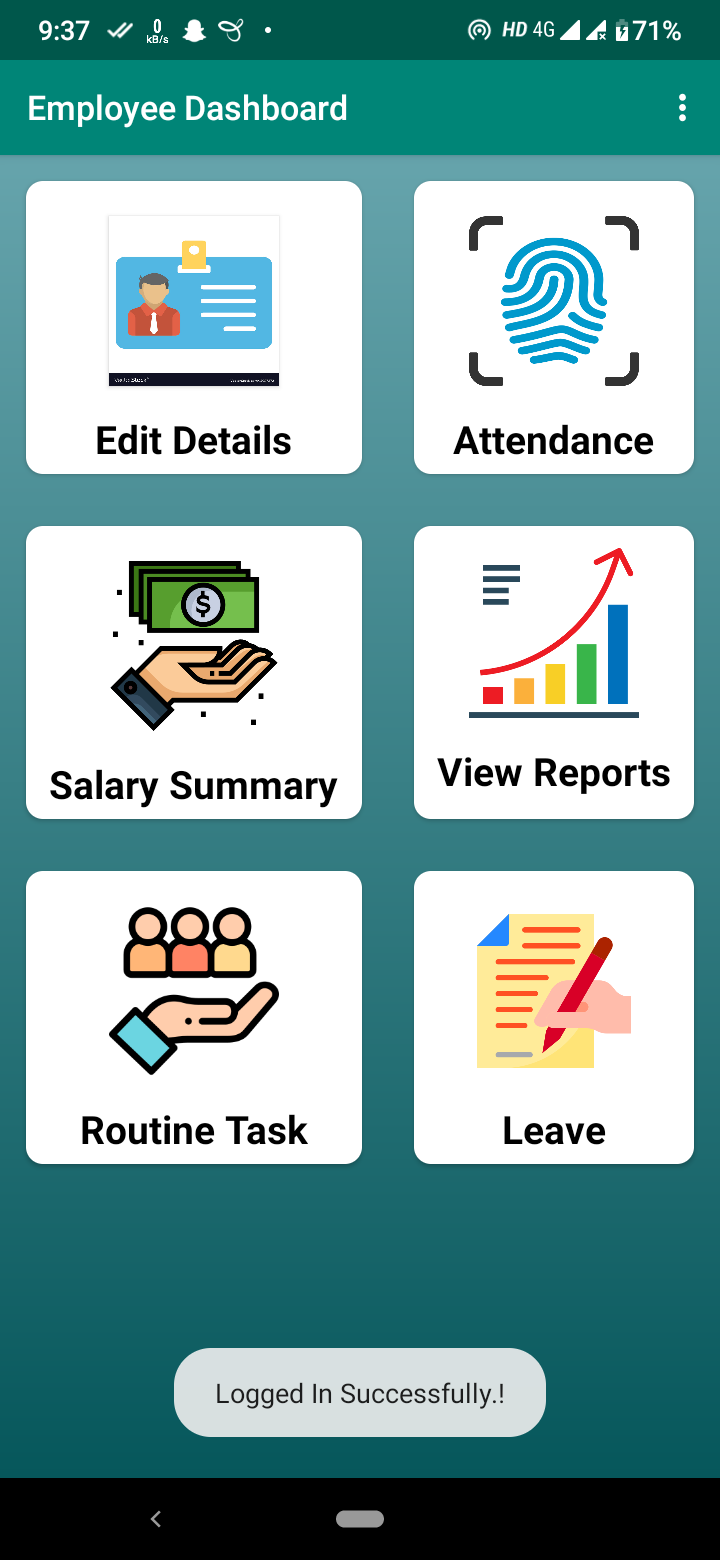 9:37
0
kB/s
HD 4G
71%
Employee Dashboard
Edit Details
Attendance
$
Salary Summary
View Reports
Routine Task
Leave
Logged In Successfully.!